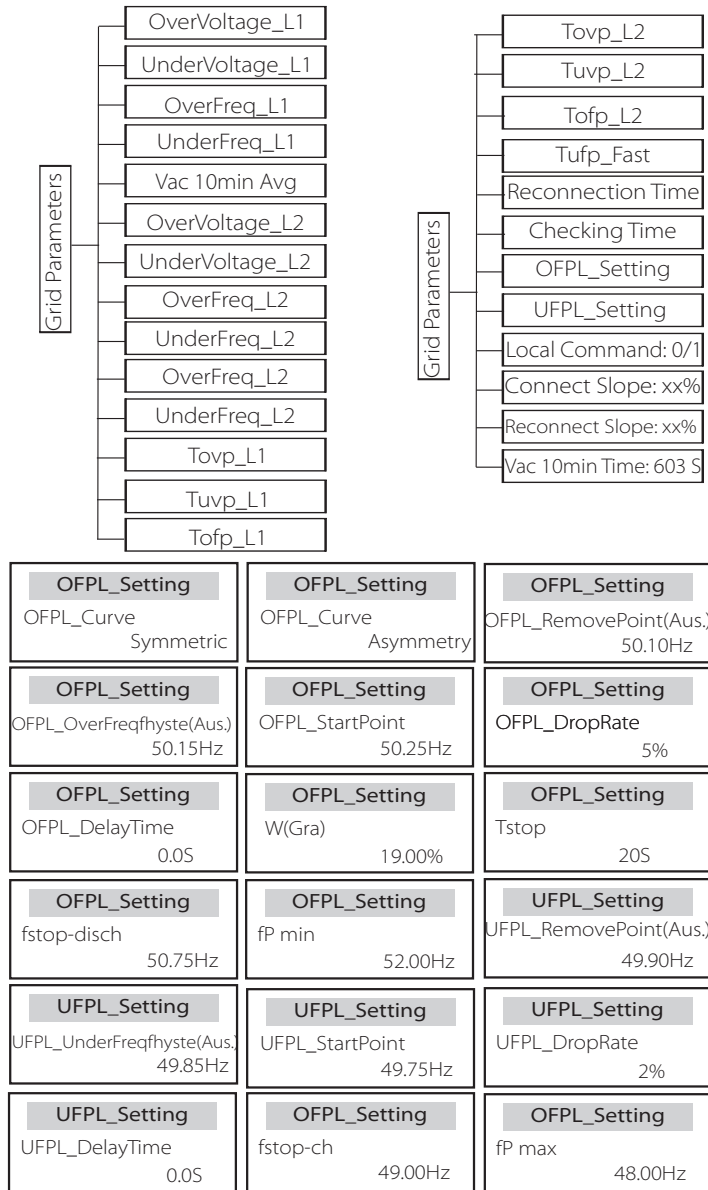 Grid Parameters
OverVoltage_L1
UnderVoltage_L1
OverFreq_L1
UnderFreq_L1
Vac 10min Avg
OverVoltage_L2
UnderVoltage_L2
OverFreq_L2
UnderFreq_L2
OverFreq_L2
UnderFreq_L2
Tovp_L1
Tuvp_L1
Tofp_L1
Grid Parameters
Tovp_L2
Tuvp_L2
Tofp_L2
Tufp_Fast
Reconnection Time
Checking Time
OFPL_Setting
UFPL_Setting
Local Command: 0/1
Connect Slope: xx%
Reconnect Slope: xx%
Vac 10min Time: 603 S
OFPL_Setting
OFPL_Curve
Symmetric
OFPL_Setting
OFPL_Curve
Asymmetry
OFPL_Setting
OFPL_RemovePoint(Aus.)
50.10Hz
OFPL_Setting
OFPL_OverFreqfhyste(Aus.)
50.15Hz
OFPL_Setting
OFPL_StartPoint
50.25Hz
OFPL_Setting
OFPL_DropRate
5%
OFPL_Setting
OFPL_DelayTime
0.0S
OFPL_Setting
W(Gra)
19.00%
OFPL_Setting
Tstop
20S
OFPL_Setting
fstop-disch
50.75Hz
OFPL_Setting
fP min
52.00Hz
UFPL_Setting
UFPL_RemovePoint(Aus.)
49.90Hz
UFPL_Setting
UFPL_UnderFreqfhyste(Aus.)
49.85Hz
UFPL_Setting
UFPL_StartPoint
49.75Hz
UFPL_Setting
UFPL_DropRate
2%
UFPL_Setting
UFPL_DelayTime
0.0S
OFPL_Setting
fstop-ch
49.00Hz
OFPL_Setting
fP max
48.00Hz